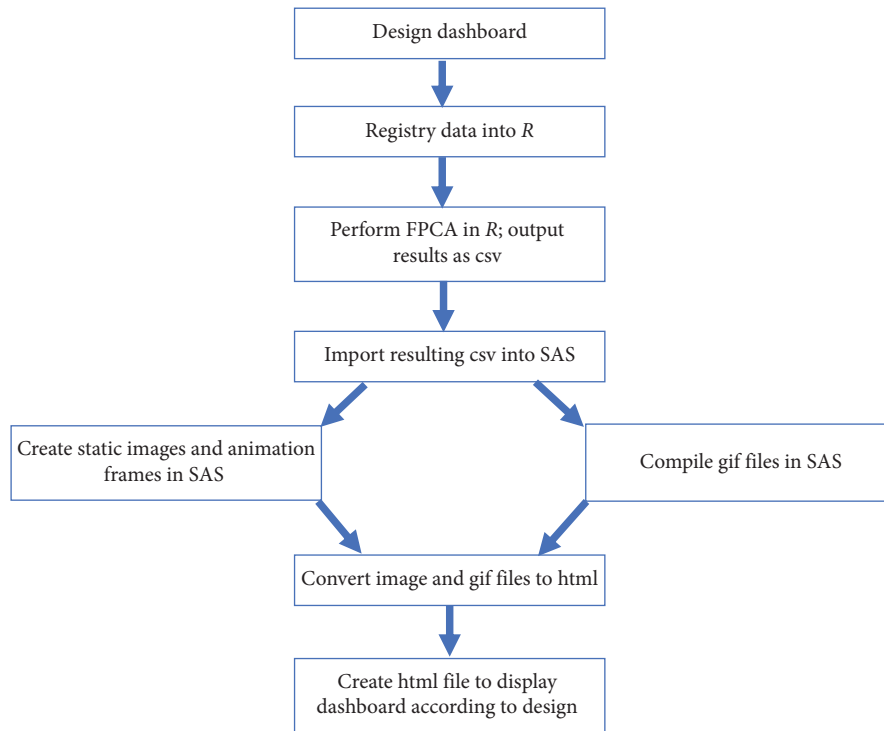 Design dashboard
Registry data into R
Perform FPCA in R; output
results as csv
Import resulting csv into SAS
Create static images and animation
frames in SAS
Compile gif files in SAS
Convert image and gif files to html
Create html file to display
dashboard according to design